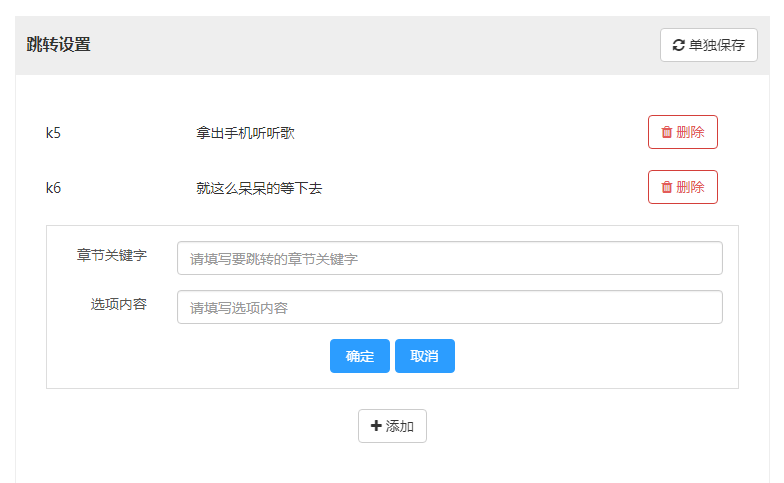 跳转设置 单独保存
k5 拿出手机听听歌 删除
k6 就这么呆呆的等下去 删除
章节关键字 请填写要跳转的章节关键字
选项内容 请填写选项内容
确定 取消
添加